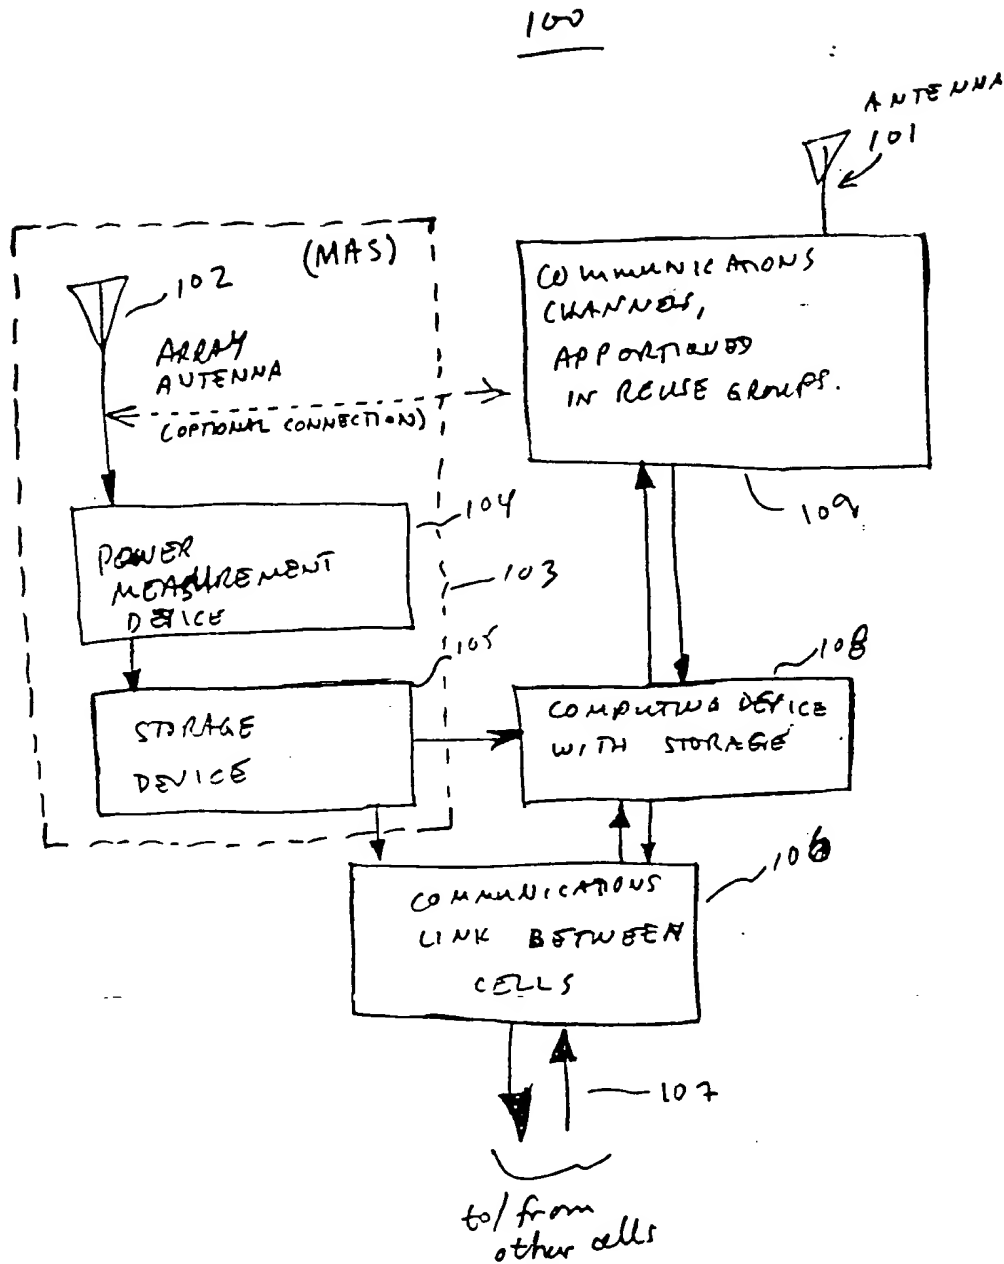 100
ANTENNA
101
(MAS)
102
ARRAY
ANTENNA
(OPTIONAL CONNECTION)
COMMUNICATIONS
CHANNELS,
APPORTIONED
IN REUSE GROUPS.
109
104
POWER
MEASUREMENT
DEVICE
103
105
STORAGE
DEVICE
108
COMPUTING DEVICE
WITH STORAGE
106
COMMUNICATIONS
LINK BETWEEN
CELLS
107
to/from
other cells